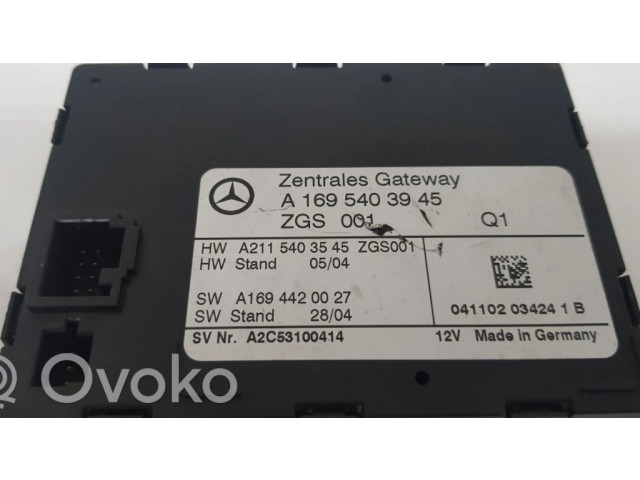 Zentrales Gateway
A 169 540 39 45
ZGS 001 Q1
HW A211 540 35 45 ZGS001
HW Stand 05/04
SW A169 442 00 27
SW Stand 28/04
041102 03424 1 B
SV Nr. A2C53100414 12V Made in Germany
Ovoko